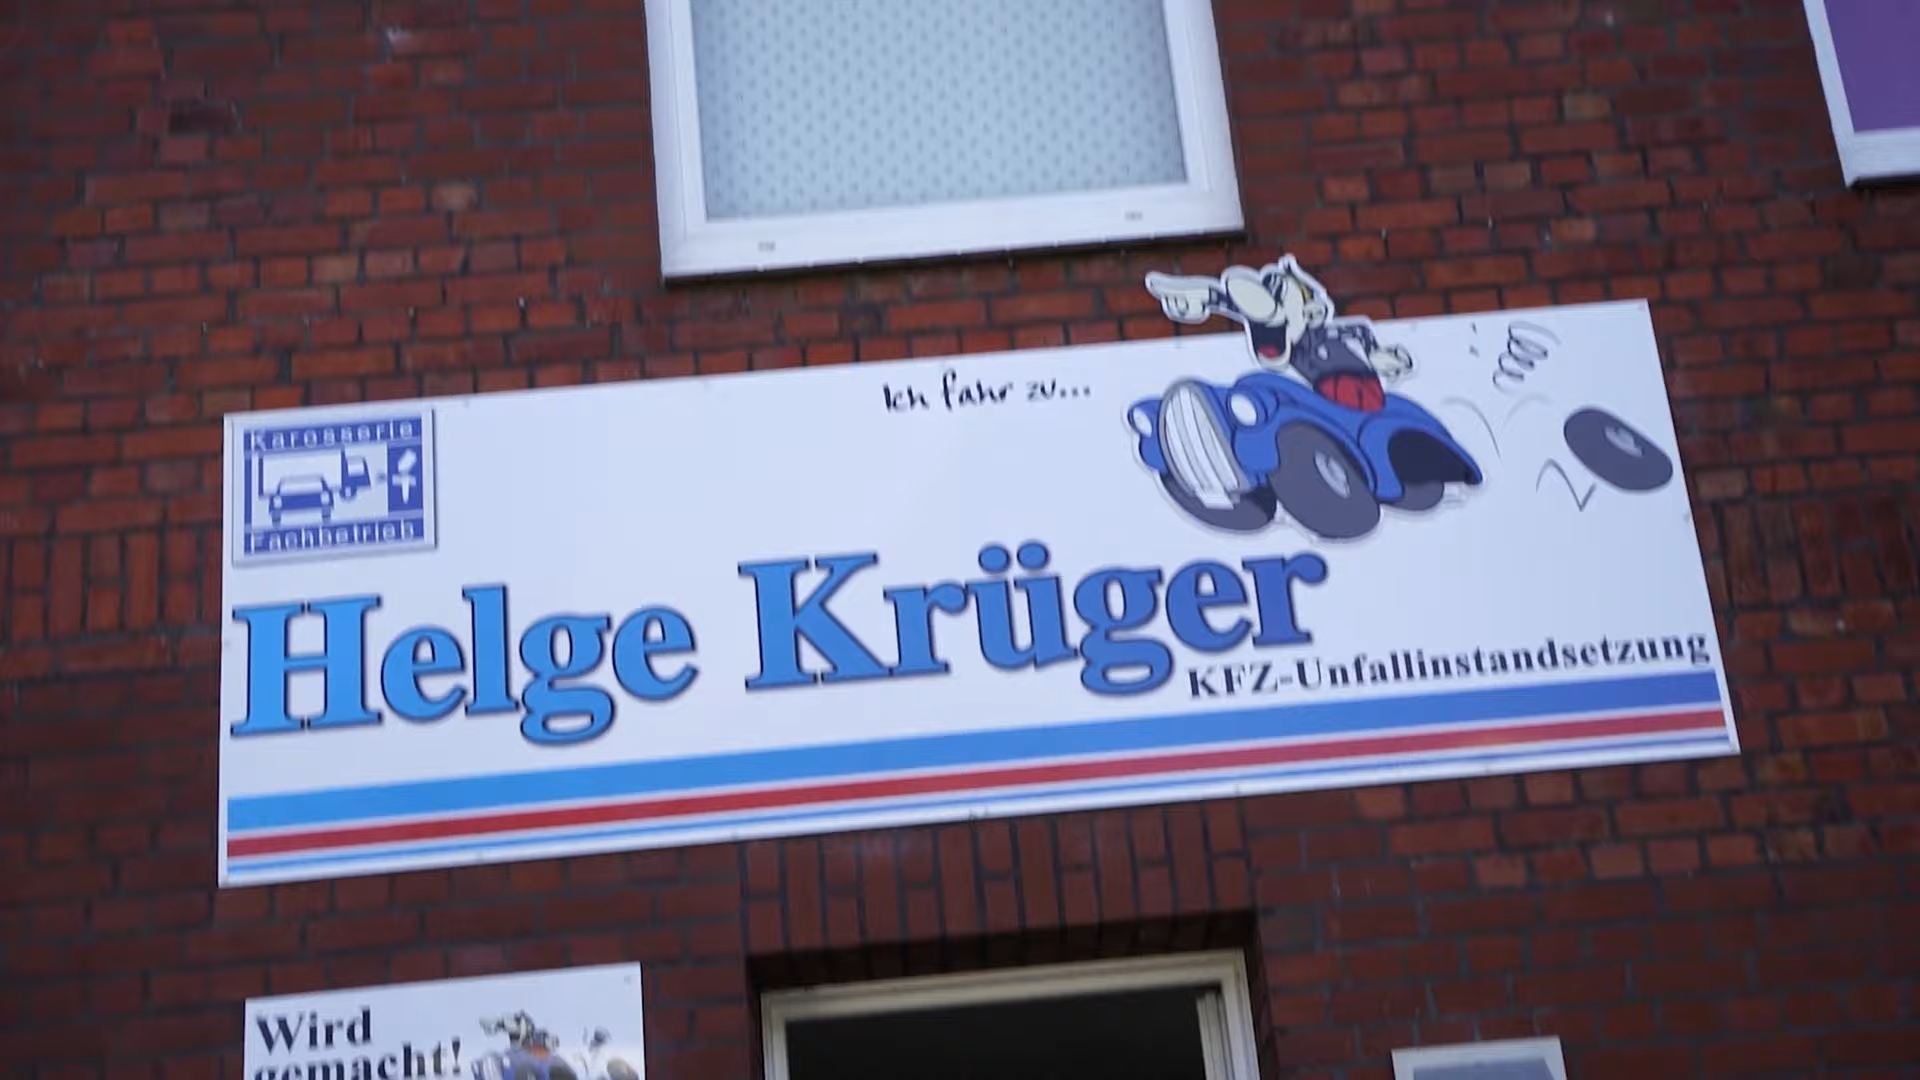 Ich fahr zu...
Karosserie
Fachbetrieb
Helge Krüger
KFZ-Unfallinstandsetzung
Wird
gemacht!